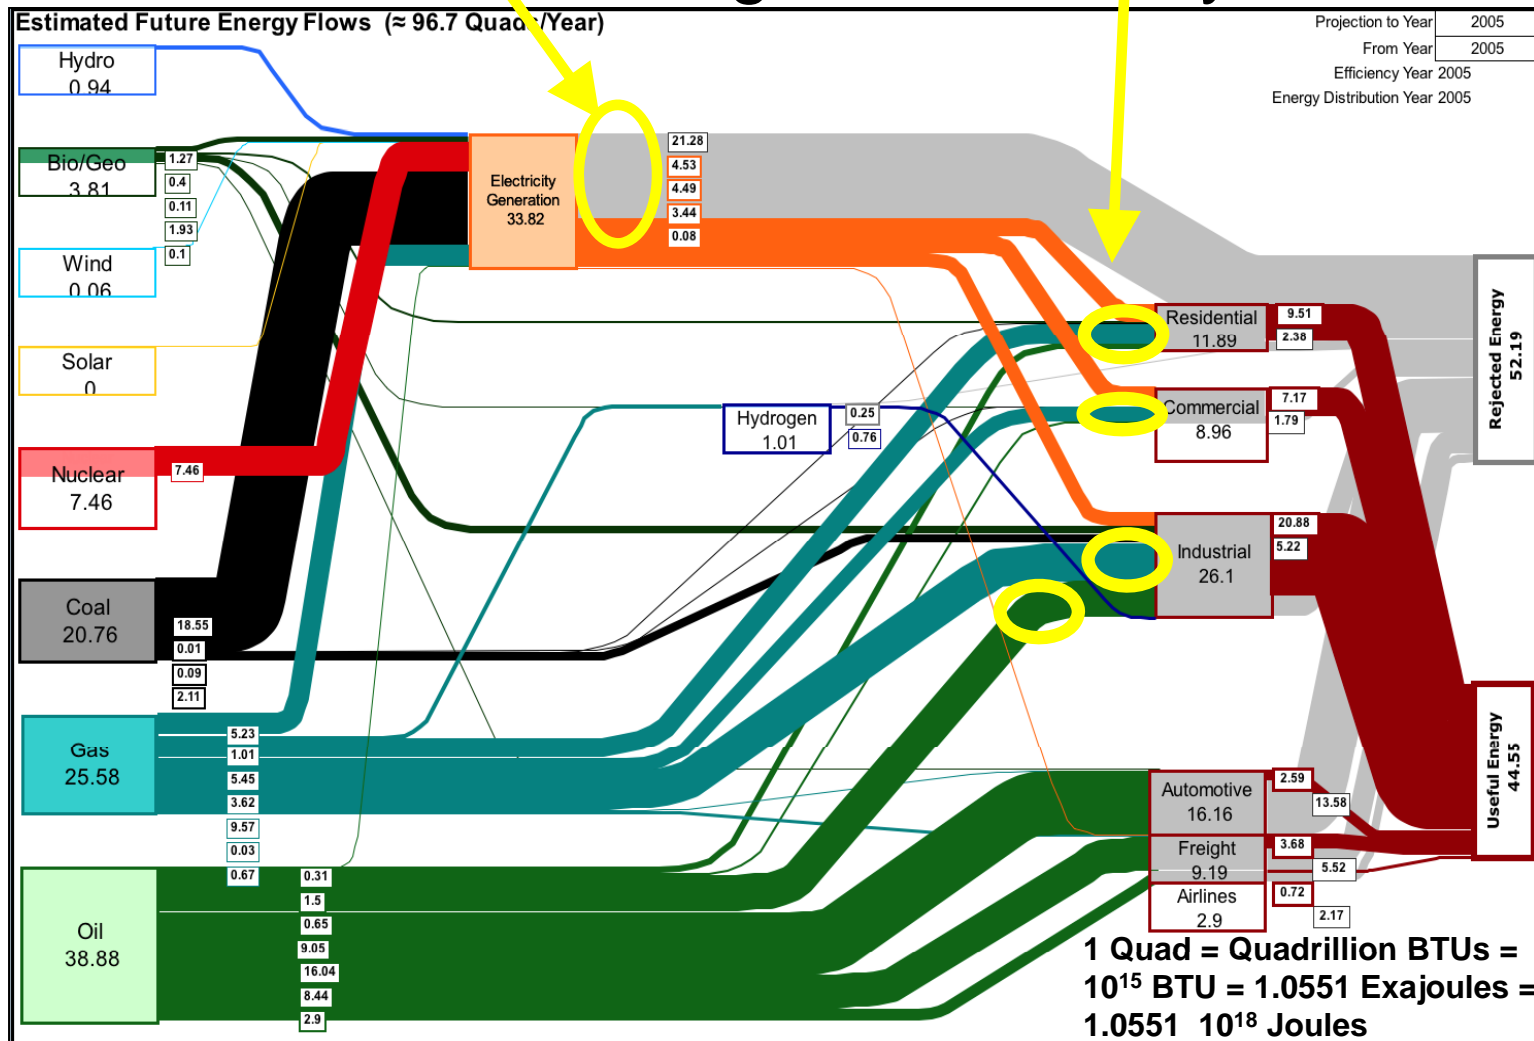 Estimated Future Energy Flows (≈ 96.7 Quads/Year)
Projection to Year 2005
From Year 2005
Efficiency Year 2005
Energy Distribution Year 2005
Hydro
0.94
Bio/Geo
3.81
1.27
0.4
0.11
1.93
0.1
Wind
0.06
Solar
0
Nuclear
7.46
7.46
Coal
20.76
18.55
0.01
0.09
2.11
Gas
25.58
5.23
1.01
5.45
3.62
9.57
0.03
0.67
Oil
38.88
0.31
1.5
0.65
9.05
16.04
8.44
2.9
Electricity
Generation
33.82
21.28
4.53
4.49
3.44
0.08
Hydrogen
1.01
0.25
0.76
Residential
11.89
9.51
2.38
Commercial
8.96
7.17
1.79
Industrial
26.1
20.88
5.22
Automotive
16.16
2.59
13.58
Freight
9.19
3.68
5.52
Airlines
2.9
0.72
2.17
Rejected Energy
52.19
Useful Energy
44.55
1 Quad = Quadrillion BTUs =
10¹⁵ BTU = 1.0551 Exajoules =
1.0551 10¹⁸ Joules